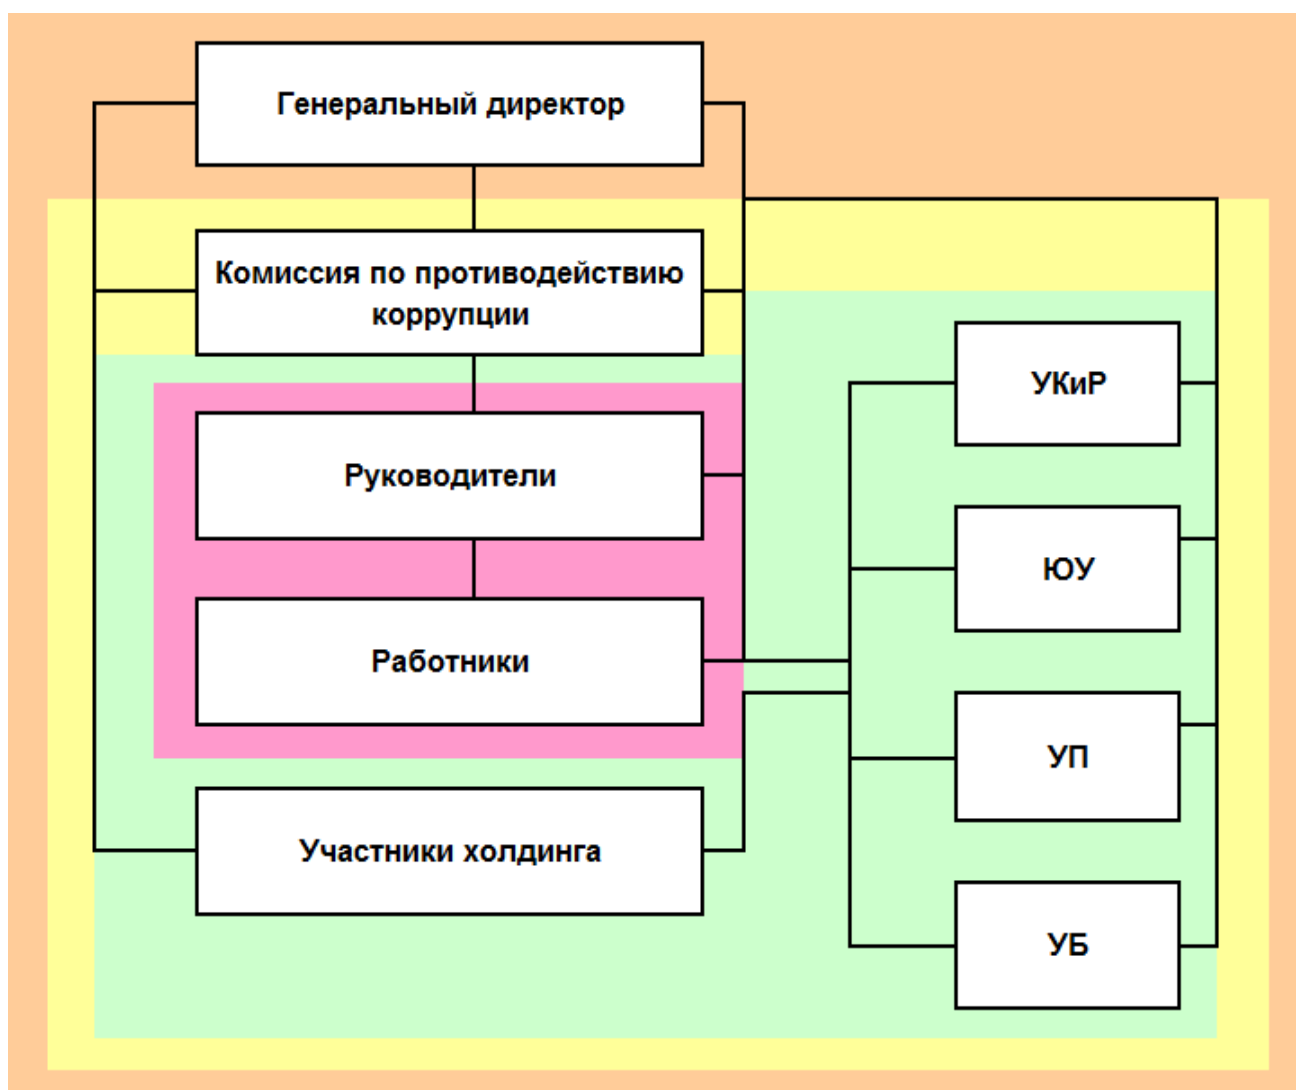 Генеральный директор
Комиссия по противодействию
коррупции
УКиР
Руководители
ЮУ
Работники
УП
Участники холдинга
УБ